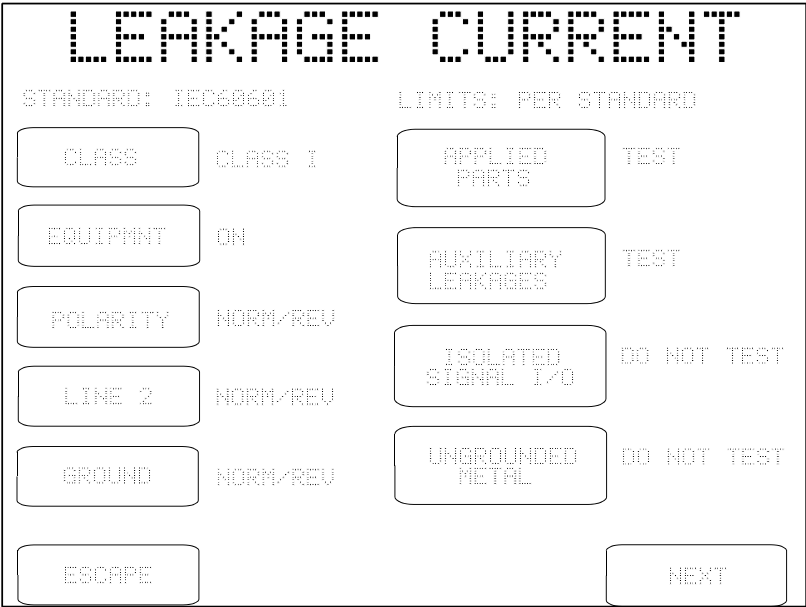 LEAKAGE CURRENT
STANDARD: IEC60601
LIMITS: PER STANDARD
CLASS
CLASS I
EQUIPMNT
ON
POLARITY
NORM/REV
LINE 2
NORM/REV
GROUND
NORM/REV
APPLIED
PARTS
TEST
AUXILIARY
LEAKAGES
TEST
ISOLATED
SIGNAL I/O
DO NOT TEST
UNGROUNDED
METAL
DO NOT TEST
ESCAPE
NEXT